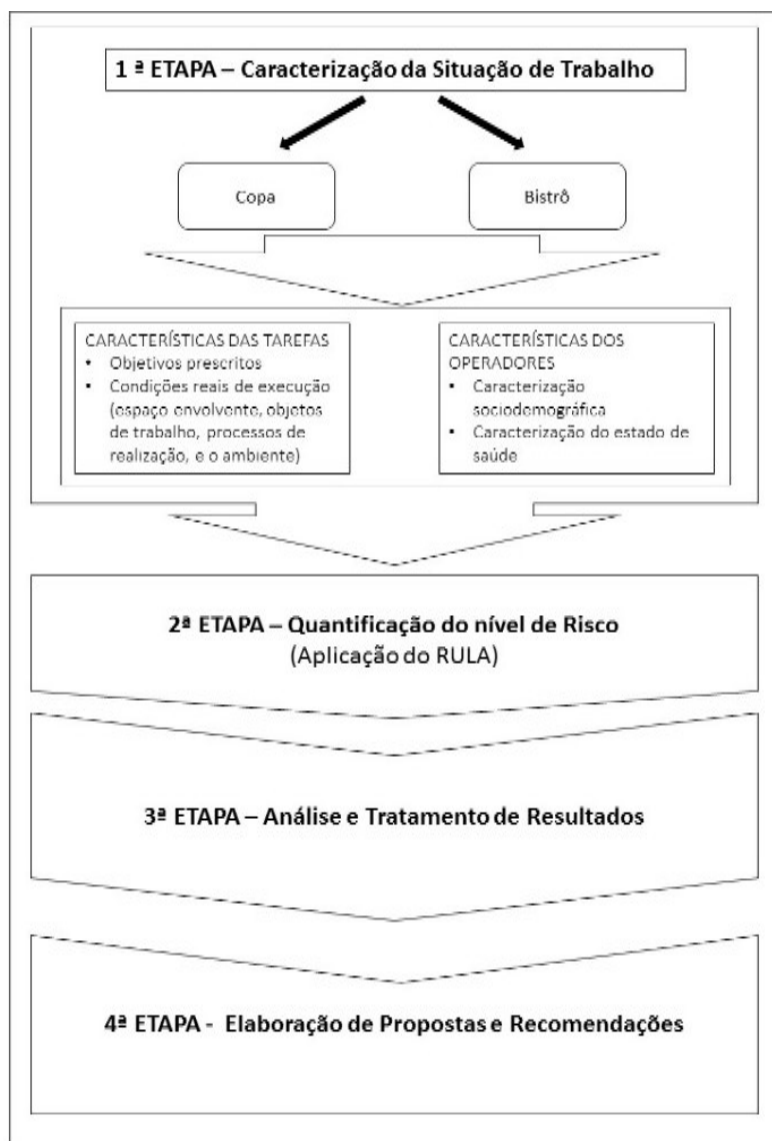 1 ª ETAPA – Caracterização da Situação de Trabalho
Copa
Bistrô
CARACTERÍSTICAS DAS TAREFAS
• Objetivos prescritos
• Condições reais de execução
(espaço envolvente, objetos
de trabalho, processos de
realização, e o ambiente)
CARACTERÍSTICAS DOS
OPERADORES
• Caracterização
sociodemográfica
• Caracterização do estado de
saúde
2ª ETAPA – Quantificação do nível de Risco
(Aplicação do RULA)
3ª ETAPA – Análise e Tratamento de Resultados
4ª ETAPA - Elaboração de Propostas e Recomendações